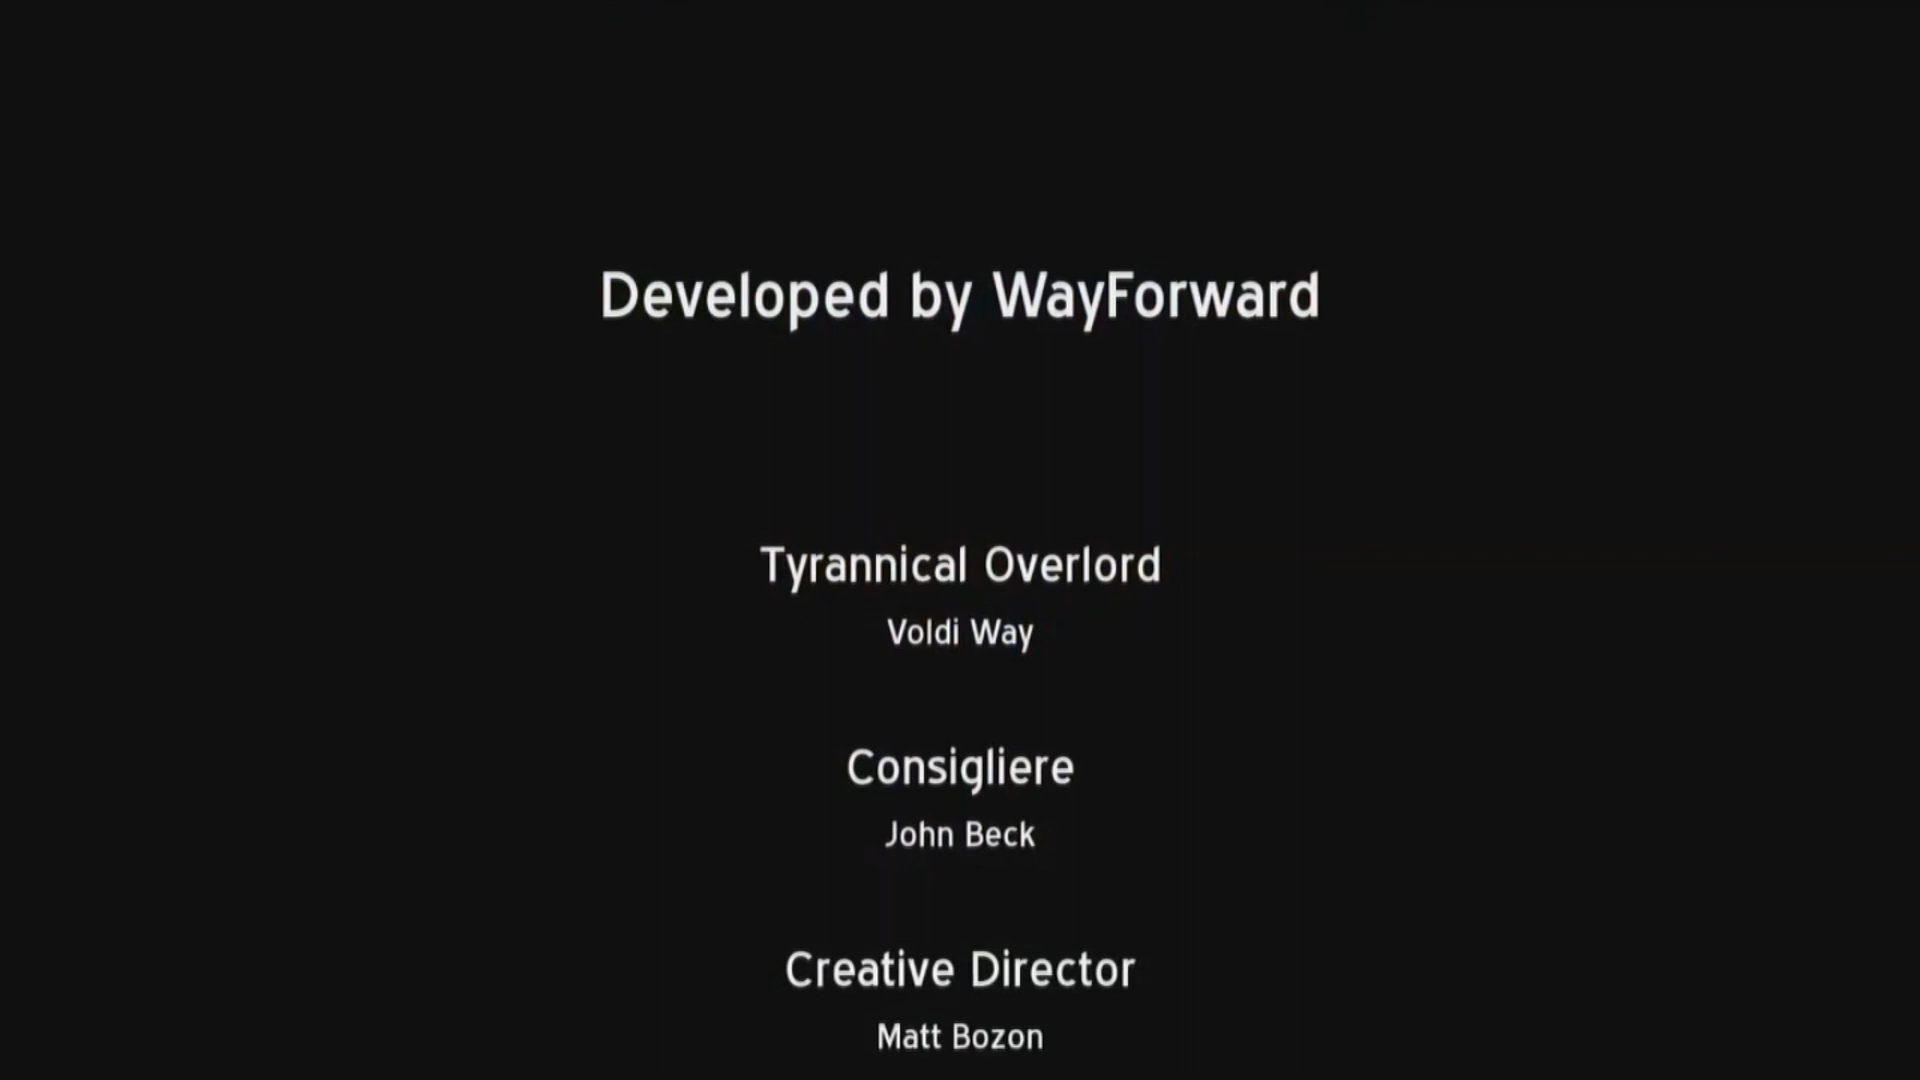 Developed by WayForward
Tyrannical Overlord
Voldi Way
Consigliere
John Beck
Creative Director
Matt Bozon